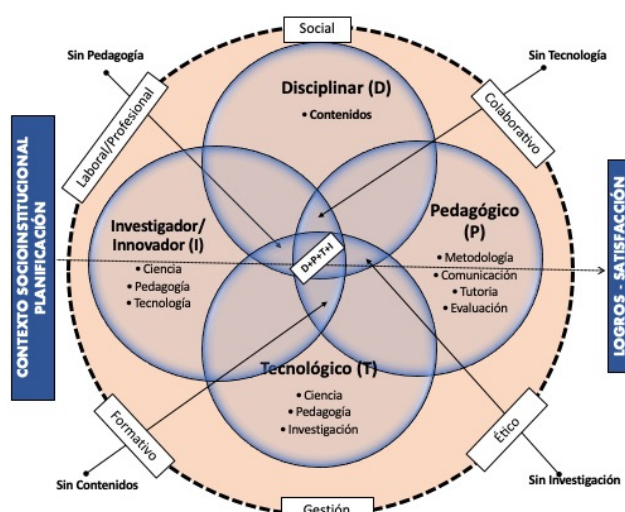 Social
Sin Pedagogía
Sin Tecnología
Disciplinar (D)
• Contenidos
Laboral/Profesional
Colaborativo
CONTEXTO SOCIOINSTITUCIONAL
PLANIFICACIÓN
Investigador/
Innovador (I)
• Ciencia
• Pedagogía
• Tecnología
D+P+T+I
Pedagógico
(P)
• Metodología
• Comunicación
• Tutoria
• Evaluación
LOGROS - SATISFACCIÓN
Tecnológico (T)
• Ciencia
• Pedagogía
• Investigación
Formativo
Ético
Sin Contenidos
Sin Investigación
Gestión